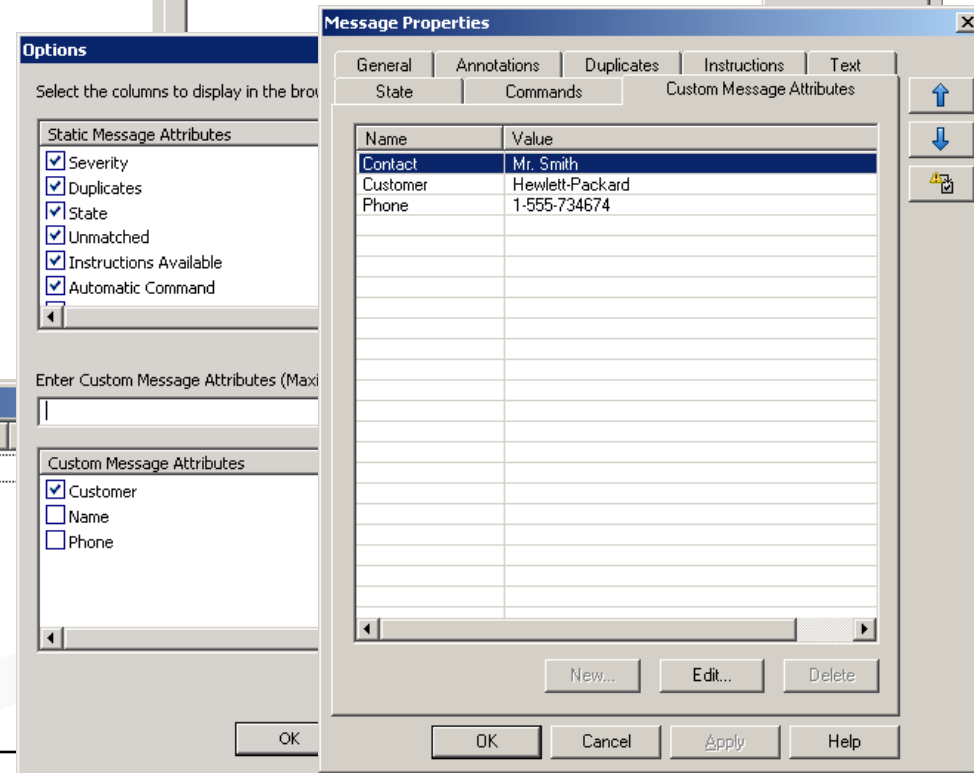 Options
Select the columns to display in the brou
Static Message Attributes
Severity
Duplicates
State
Unmatched
Instructions Available
Automatic Command
Enter Custom Message Attributes (Maxi
Custom Message Attributes
Customer
Name
Phone
OK
Message Properties
General Annotations Duplicates Instructions Text
State Commands Custom Message Attributes
Name Value
Contact Mr. Smith
Customer Hewlett-Packard
Phone 1-555-734674
New... Edit... Delete
OK Cancel Apply Help